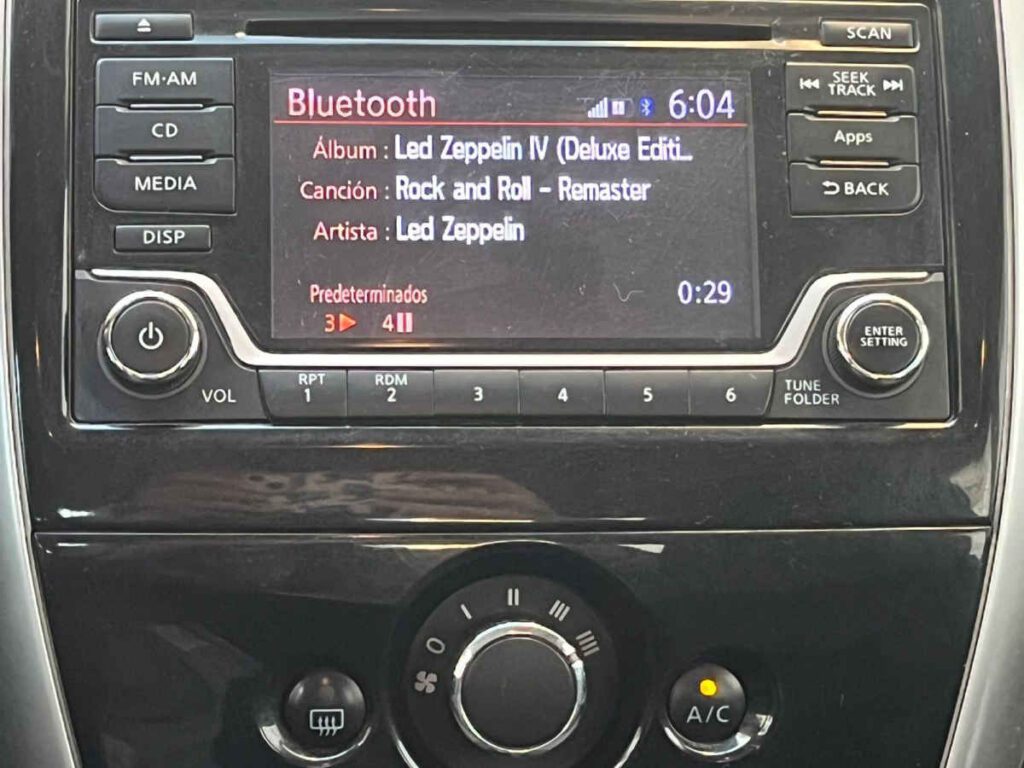 SCAN
FM·AM
CD
MEDIA
DISP
Bluetooth 6:04
Álbum : Led Zeppelin IV (Deluxe Editi…
Canción : Rock and Roll - Remaster
Artista : Led Zeppelin
Predeterminados 0:29
3 4
SEEK
TRACK
Apps
BACK
VOL
RPT
1
RDM
2
3
4
5
6
ENTER
SETTING
TUNE
FOLDER
0 I II III IIII
A/C